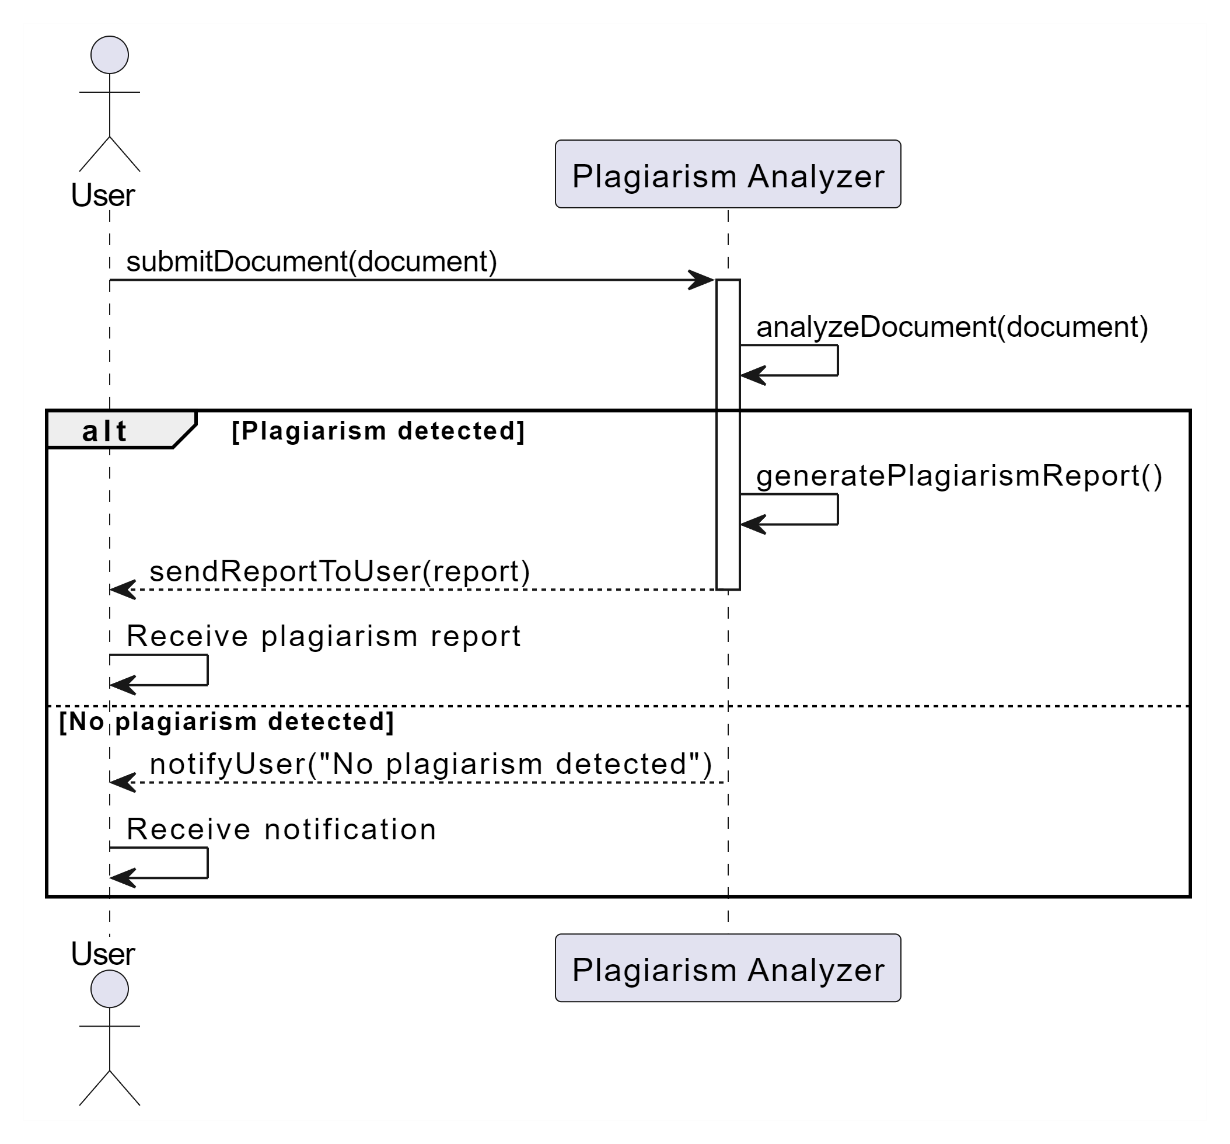 User
Plagiarism Analyzer
submitDocument(document)
analyzeDocument(document)
alt [Plagiarism detected]
generatePlagiarismReport()
sendReportToUser(report)
Receive plagiarism report
[No plagiarism detected]
notifyUser("No plagiarism detected")
Receive notification
User
Plagiarism Analyzer